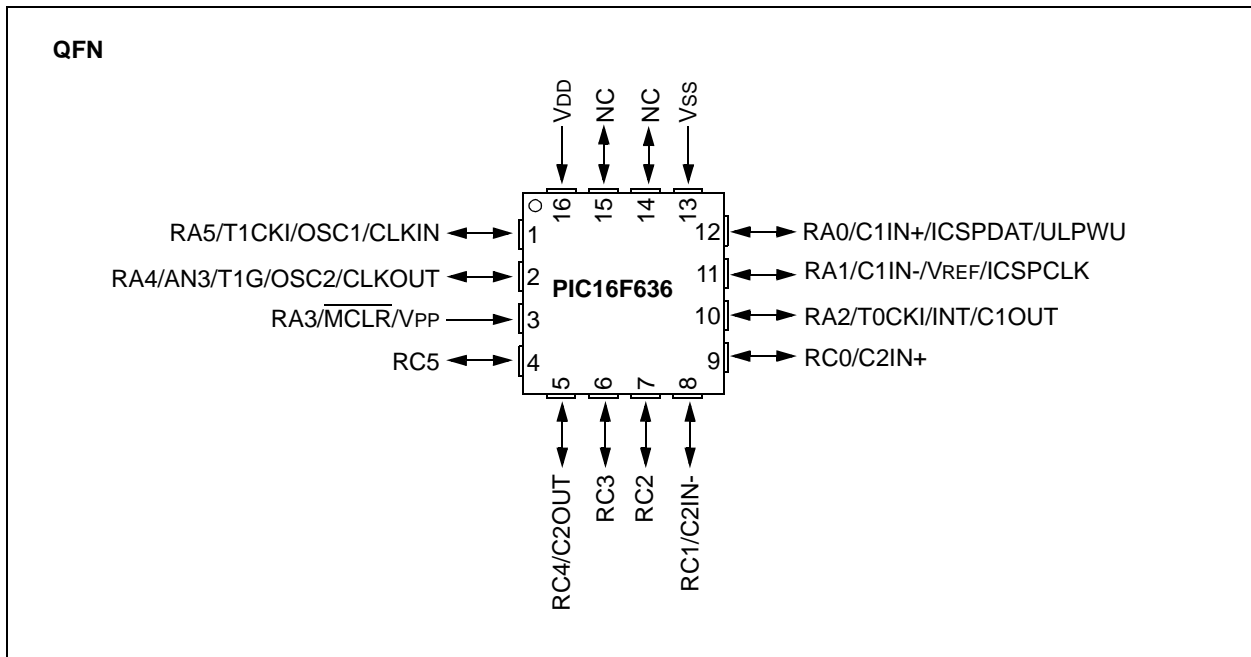 QFN
VDD
NC
NC
VSS
16
15
14
13
RA5/T1CKI/OSC1/CLKIN
1
12
RA0/C1IN+/ICSPDAT/ULPWU
RA4/AN3/T1G/OSC2/CLKOUT
2
PIC16F636
11
RA1/C1IN-/VREF/ICSPCLK
RA3/MCLR/VPP
3
10
RA2/T0CKI/INT/C1OUT
RC5
4
9
RC0/C2IN+
5
6
7
8
RC4/C2OUT
RC3
RC2
RC1/C2IN-